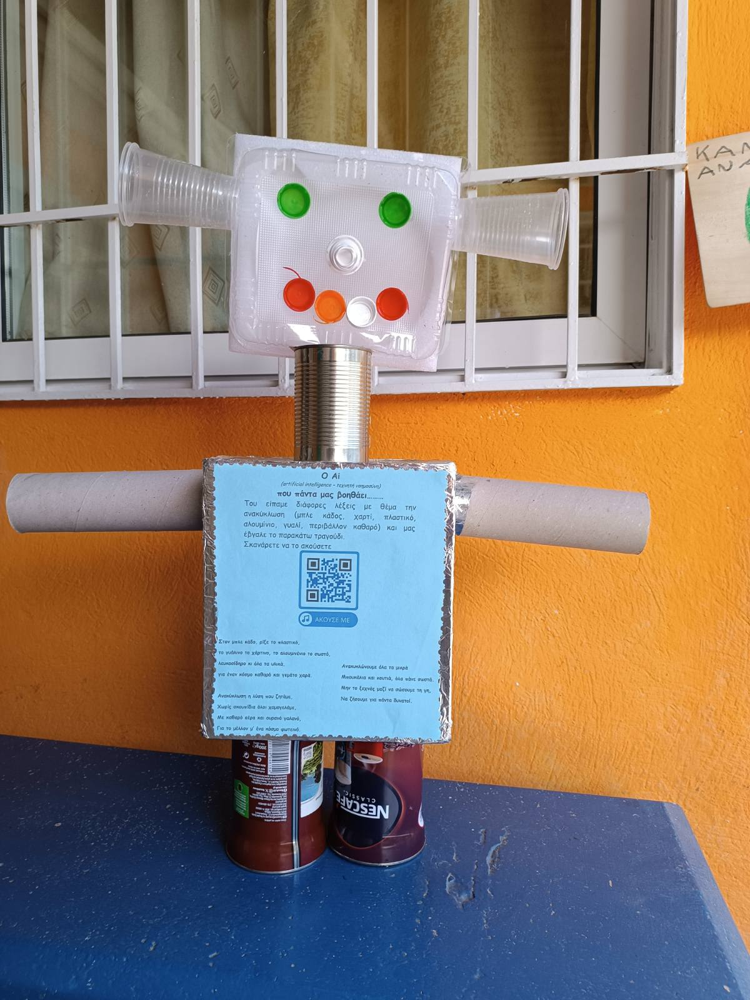 Ο Ai
(artificial intelligence - τεχνητή νοημοσύνη)
που πάντα μας βοηθάει.........
Του είπαμε διάφορες λέξεις με θέμα την
ανακύκλωση (μπλε κάδος, χαρτί, πλαστικό,
αλουμίνιο, γυαλί, περιβάλλον καθαρό) και μας
έβγαλε το παρακάτω τραγούδι.
Σκανάρετε να το ακούσετε
ΑΚΟΥΣΕ ΜΕ
Στον μπλε κάδο, ρίξε το πλαστικό,
το γυάλινο το χάρτινο, το αλουμινένιο το σωστό,
λευκοσίδηρο κι όλα τα υλικά,
για έναν κόσμο καθαρό και γεμάτο χαρά.
Ανακύκλωση η λύση που ζητάμε,
Χωρίς σκουπίδια όλοι χαμογελάμε,
Με καθαρό αέρα και ουρανό γαλανό,
Για το μέλλον μ' ένα κόσμο φωτεινό.
Ανακυκλώνουμε όλα τα μικρά
Μπουκάλια και κουτιά, όλα πάνε σωστά.
Μην το ξεχνάς μαζί να σώσουμε τη γη,
Να ζήσουμε για πάντα δυνατοί.
NESCAFÉ
CLASSIC
200g
ΚΑΝ
ΑΝΑ